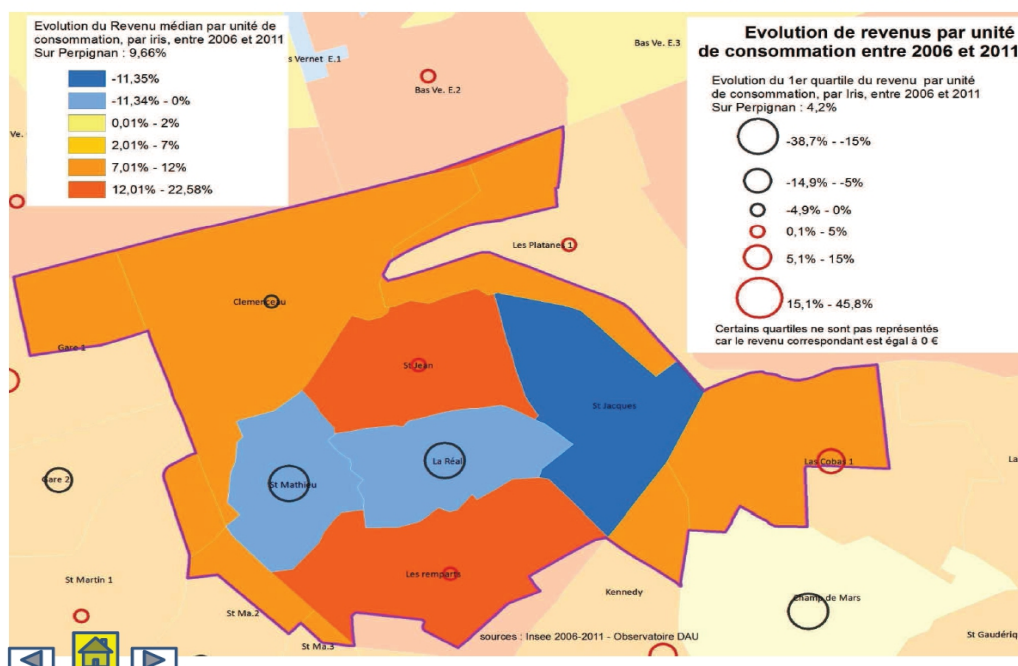 Evolution du Revenu médian par unité de
consommation, par iris, entre 2006 et 2011
Sur Perpignan : 9,66%
-11,35%
-11,34% - 0%
0,01% - 2%
2,01% - 7%
7,01% - 12%
12,01% - 22,58%
Evolution de revenus par unité
de consommation entre 2006 et 2011
Evolution du 1er quartile du revenu par unité
de consommation, par Iris, entre 2006 et 2011
Sur Perpignan : 4,2%
-38,7% - -15%
-14,9% - -5%
-4,9% - 0%
0,1% - 5%
5,1% - 15%
15,1% - 45,8%
Certains quartiles ne sont pas représentés
car le revenu correspondant est égal à 0 €
Vernet E.1
Bas Ve. E.3
Bas Ve. E.2
Ve.
Les Platanes 1
Clemenceau
Gare 1
St Jean
St Jacques
La Réal
Las Cobas 1
La
Gare 2
St Mathieu
Les remparts
St Martin 1
Kennedy
Champ de Mars
St Ma.2
St Ma.3
sources : Insee 2006-2011 - Observatoire DAU
St Gaudériq